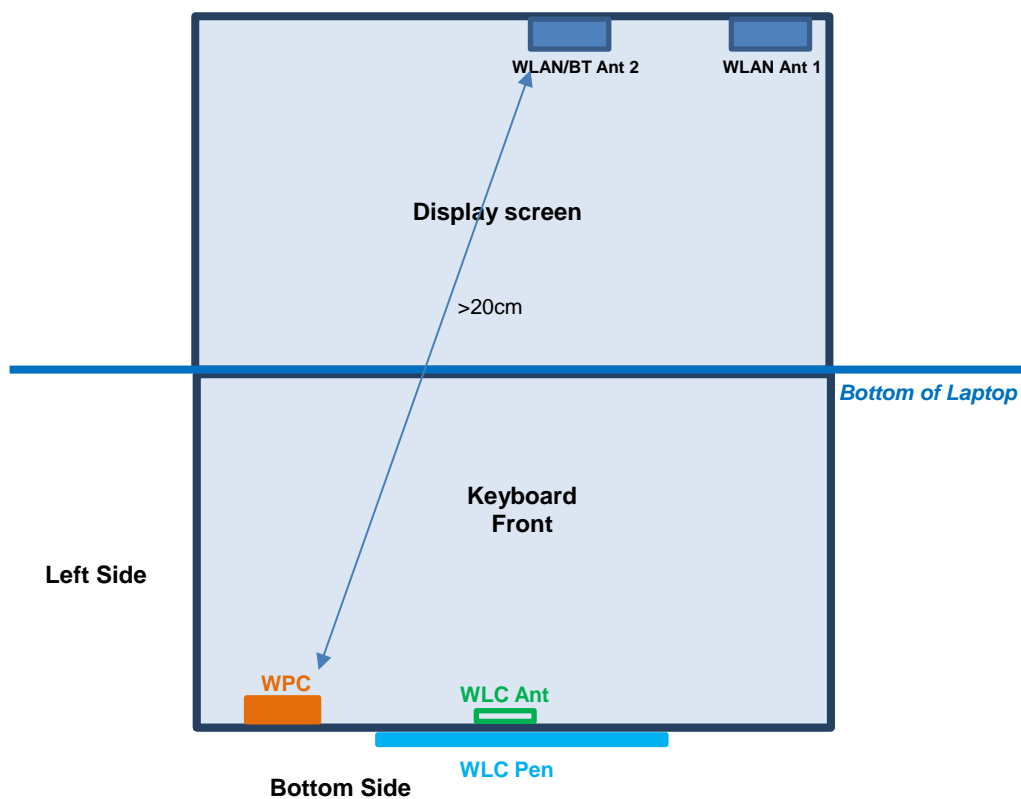 WLAN/BT Ant 2
WLAN Ant 1
Display screen
>20cm
Bottom of Laptop
Keyboard
Front
Left Side
WPC
WLC Ant
WLC Pen
Bottom Side